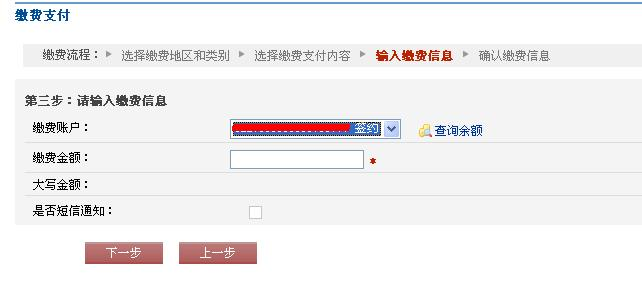 缴费支付
缴费流程： 选择缴费地区和类别 选择缴费支付内容 输入缴费信息 确认缴费信息
第三步：请输入缴费信息
缴费账户： 签约 查询余额
缴费金额： *
大写金额：
是否短信通知：
下一步 上一步